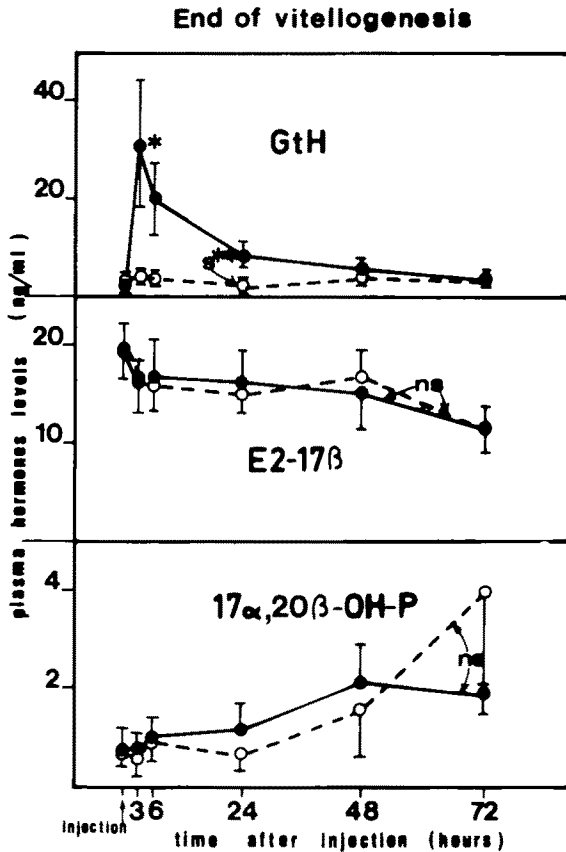 End of vitellogenesis
40
GtH
*
20
s
**
20
ns
10
E2-17β
4
17α,20β-OH-P
ns
2
1 3 6 24 48 72
injection
time after injection (hours)
plasma hormones levels (ng/ml)